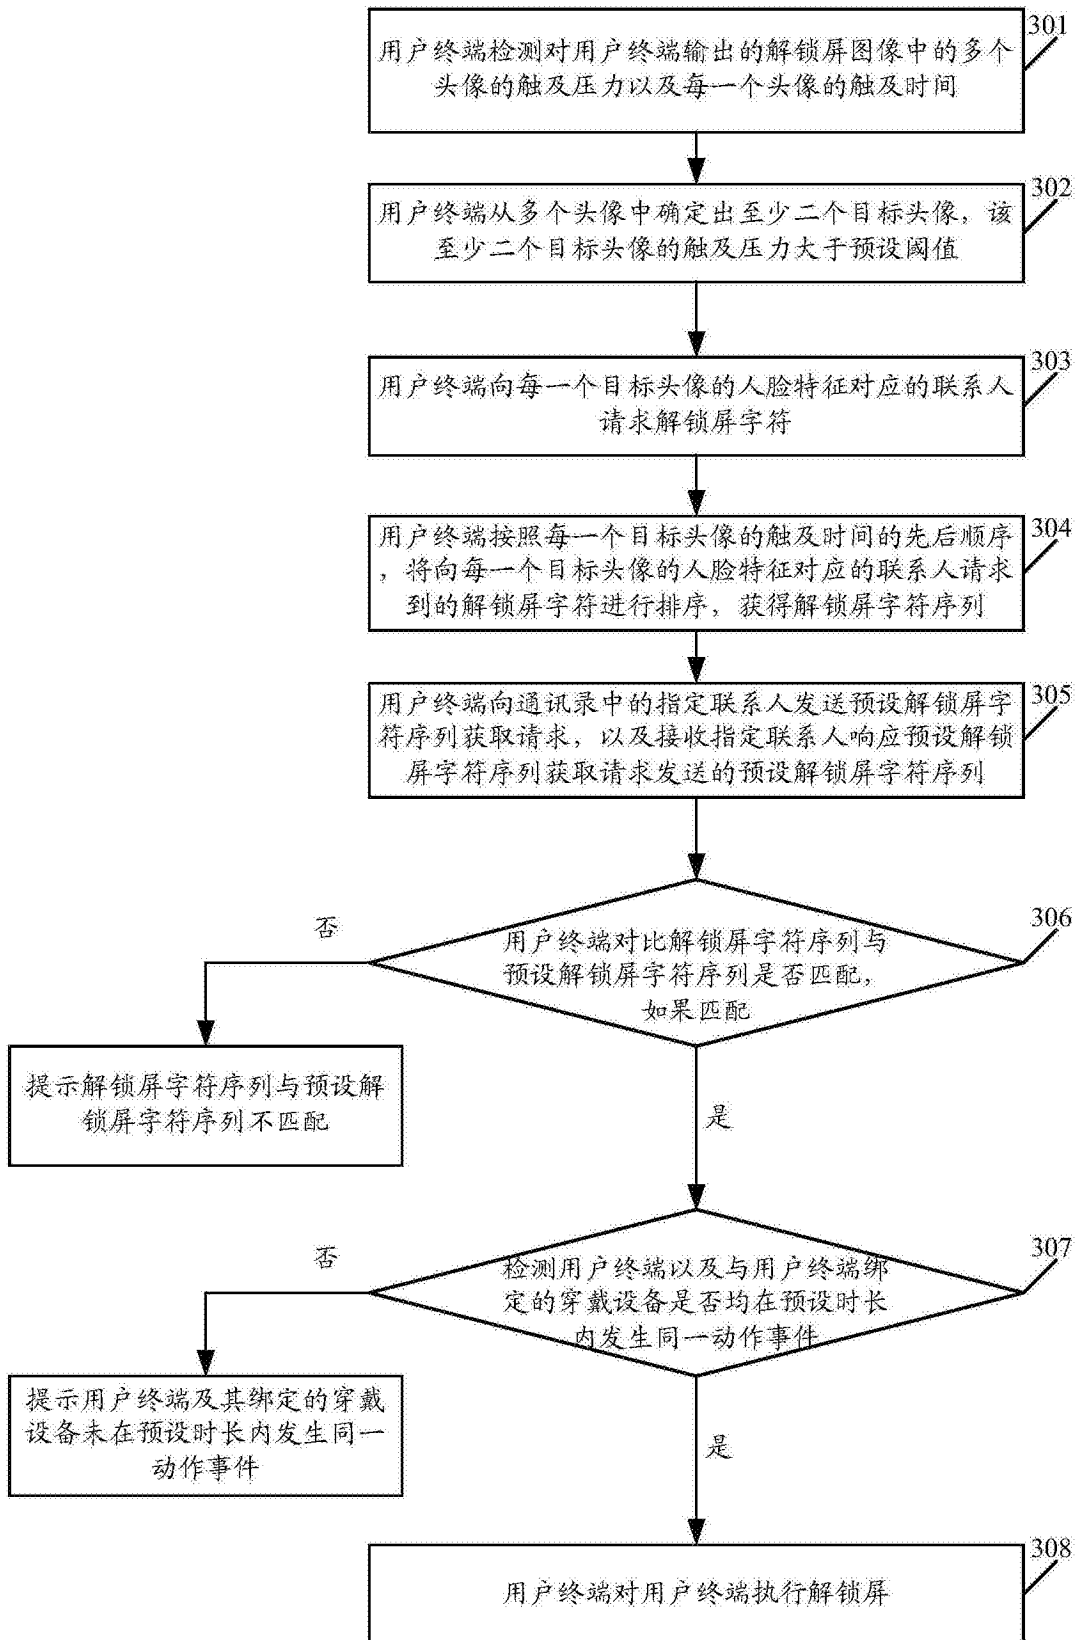 301
用户终端检测对用户终端输出的解锁屏图像中的多个
头像的触及压力以及每一个头像的触及时间
302
用户终端从多个头像中确定出至少二个目标头像，该
至少二个目标头像的触及压力大于预设阈值
303
用户终端向每一个目标头像的人脸特征对应的联系人
请求解锁屏字符
304
用户终端按照每一个目标头像的触及时间的先后顺序
，将向每一个目标头像的人脸特征对应的联系人请求
到的解锁屏字符进行排序，获得解锁屏字符序列
305
用户终端向通讯录中的指定联系人发送预设解锁屏字
符序列获取请求，以及接收指定联系人响应预设解锁
屏字符序列获取请求发送的预设解锁屏字符序列
306
否
用户终端对比解锁屏字符序列与
预设解锁屏字符序列是否匹配，
如果匹配
提示解锁屏字符序列与预设解
锁屏字符序列不匹配
是
307
否
检测用户终端以及与用户终端绑
定的穿戴设备是否均在预设时长
内发生同一动作事件
提示用户终端及其绑定的穿戴
设备未在预设时长内发生同一
动作事件
是
308
用户终端对用户终端执行解锁屏